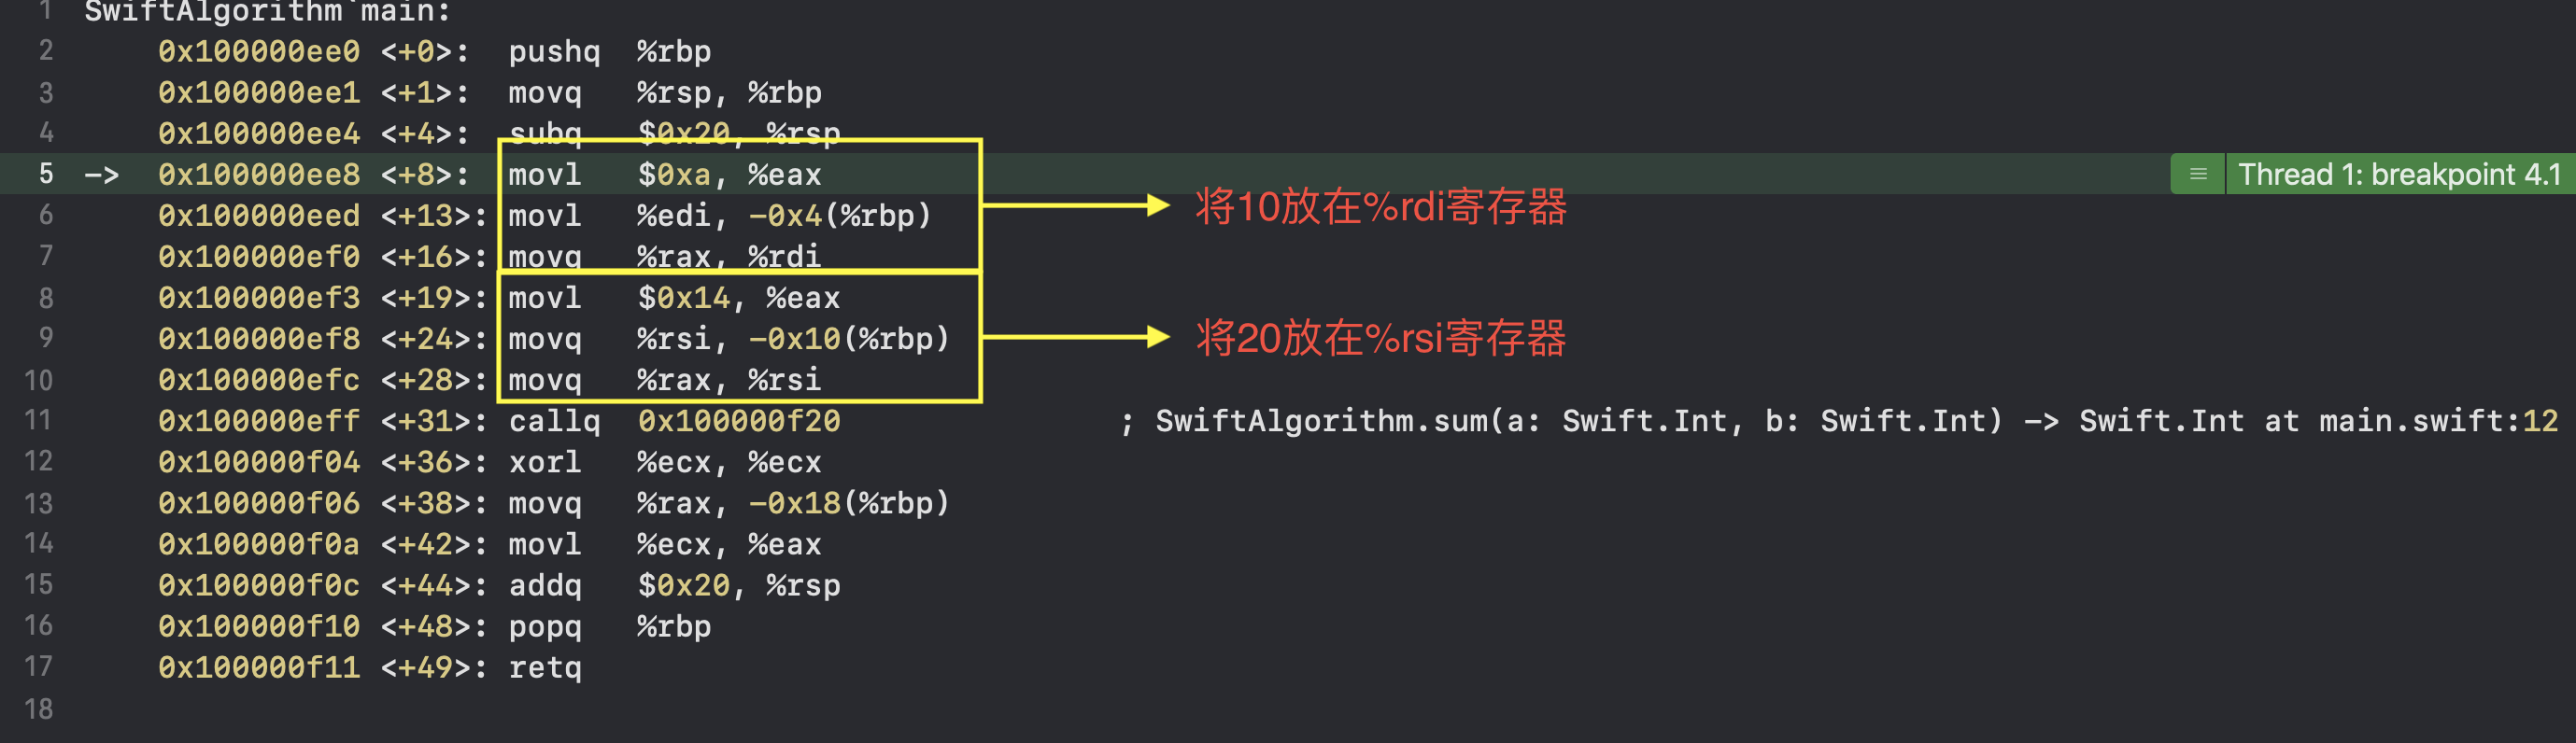 1 SwiftAlgorithm`main:
2 0x100000ee0 <+0>: pushq %rbp
3 0x100000ee1 <+1>: movq %rsp, %rbp
4 0x100000ee4 <+4>: subq $0x20, %rsp
5 -> 0x100000ee8 <+8>: movl $0xa, %eax Thread 1: breakpoint 4.1
6 0x100000eed <+13>: movl %edi, -0x4(%rbp)
将10放在%rdi寄存器
7 0x100000ef0 <+16>: movq %rax, %rdi
8 0x100000ef3 <+19>: movl $0x14, %eax
9 0x100000ef8 <+24>: movq %rsi, -0x10(%rbp)
将20放在%rsi寄存器
10 0x100000efc <+28>: movq %rax, %rsi
11 0x100000eff <+31>: callq 0x100000f20 ; SwiftAlgorithm.sum(a: Swift.Int, b: Swift.Int) -> Swift.Int at main.swift:12
12 0x100000f04 <+36>: xorl %ecx, %ecx
13 0x100000f06 <+38>: movq %rax, -0x18(%rbp)
14 0x100000f0a <+42>: movl %ecx, %eax
15 0x100000f0c <+44>: addq $0x20, %rsp
16 0x100000f10 <+48>: popq %rbp
17 0x100000f11 <+49>: retq
18